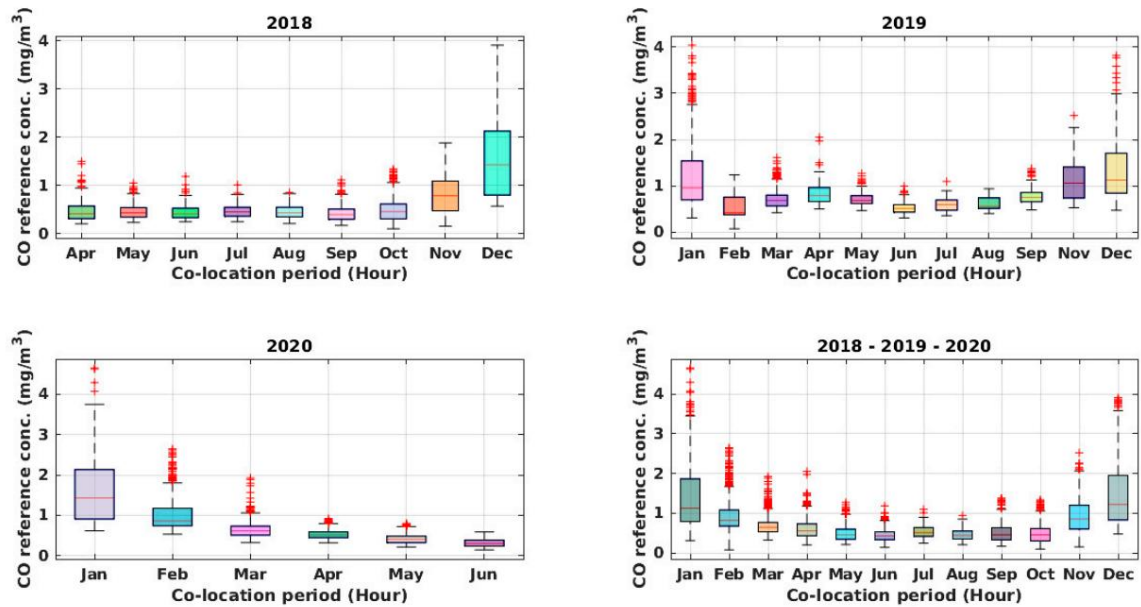 2018
CO reference conc. (mg/m³)
4
3
2
1
0
Apr May Jun Jul Aug Sep Oct Nov Dec
Co-location period (Hour)
2019
CO reference conc. (mg/m³)
4
3
2
1
0
Jan Feb Mar Apr May Jun Jul Aug Sep Nov Dec
Co-location period (Hour)
2020
CO reference conc. (mg/m³)
4
3
2
1
0
Jan Feb Mar Apr May Jun
Co-location period (Hour)
2018 - 2019 - 2020
CO reference conc. (mg/m³)
4
3
2
1
0
Jan Feb Mar Apr May Jun Jul Aug Sep Oct Nov Dec
Co-location period (Hour)